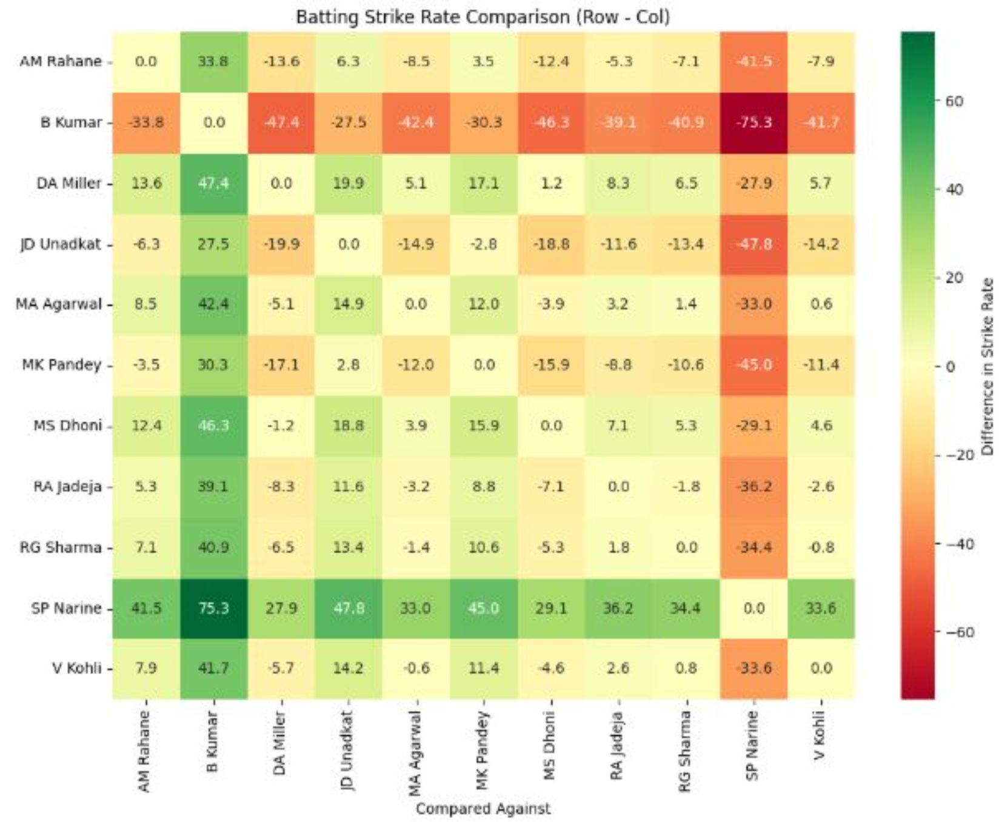 Batting Strike Rate Comparison (Row - Col)
AM Rahane 0.0 33.8 -13.6 6.3 -8.5 3.5 -12.4 -5.3 -7.1 -41.5 -7.9
B Kumar -33.8 0.0 -47.4 -27.5 -42.4 -30.3 -46.3 -39.1 -40.9 -75.3 -41.7
DA Miller 13.6 47.4 0.0 19.9 5.1 17.1 1.2 8.3 6.5 -27.9 5.7
JD Unadkat -6.3 27.5 -19.9 0.0 -14.9 -2.8 -18.8 -11.6 -13.4 -47.8 -14.2
MA Agarwal 8.5 42.4 -5.1 14.9 0.0 12.0 -3.9 3.2 1.4 -33.0 0.6
MK Pandey -3.5 30.3 -17.1 2.8 -12.0 0.0 -15.9 -8.8 -10.6 -45.0 -11.4
MS Dhoni 12.4 46.3 -1.2 18.8 3.9 15.9 0.0 7.1 5.3 -29.1 4.6
RA Jadeja 5.3 39.1 -8.3 11.6 -3.2 8.8 -7.1 0.0 -1.8 -36.2 -2.6
RG Sharma 7.1 40.9 -6.5 13.4 -1.4 10.6 -5.3 1.8 0.0 -34.4 -0.8
SP Narine 41.5 75.3 27.9 47.8 33.0 45.0 29.1 36.2 34.4 0.0 33.6
V Kohli 7.9 41.7 -5.7 14.2 -0.6 11.4 -4.6 2.6 0.8 -33.6 0.0
AM Rahane B Kumar DA Miller JD Unadkat MA Agarwal MK Pandey MS Dhoni RA Jadeja RG Sharma SP Narine V Kohli
Compared Against
60
40
20
0
−20
−40
−60
Difference in Strike Rate